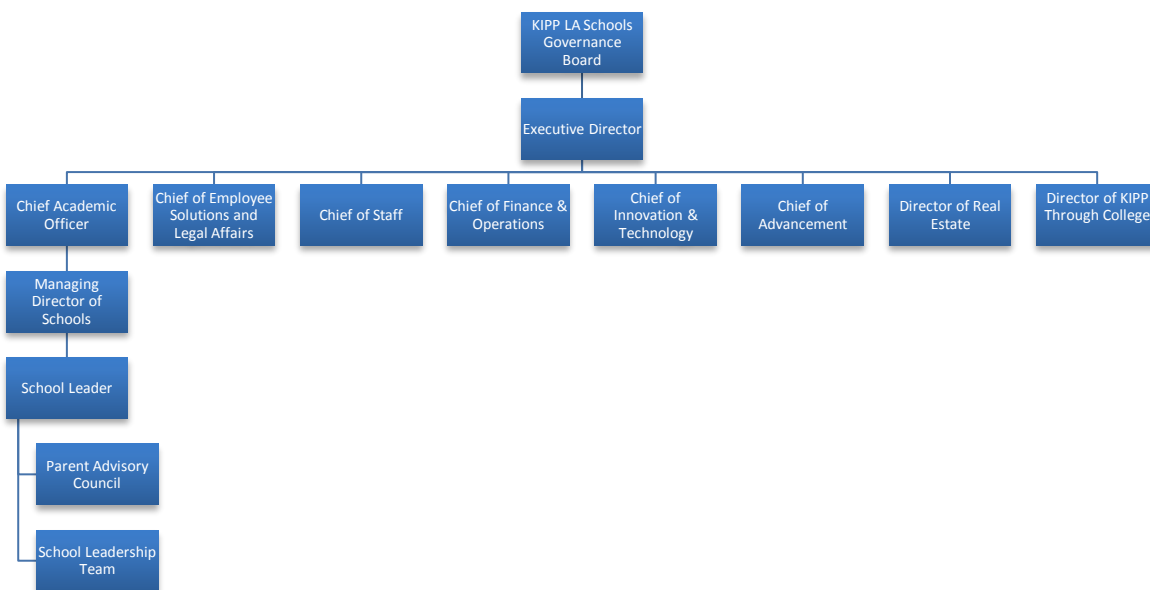 KIPP LA Schools
Governance
Board
Executive Director
Chief Academic
Officer
Chief of Employee
Solutions and
Legal Affairs
Chief of Staff
Chief of Finance &
Operations
Chief of
Innovation &
Technology
Chief of
Advancement
Director of Real
Estate
Director of KIPP
Through College
Managing
Director of
Schools
School Leader
Parent Advisory
Council
School Leadership
Team